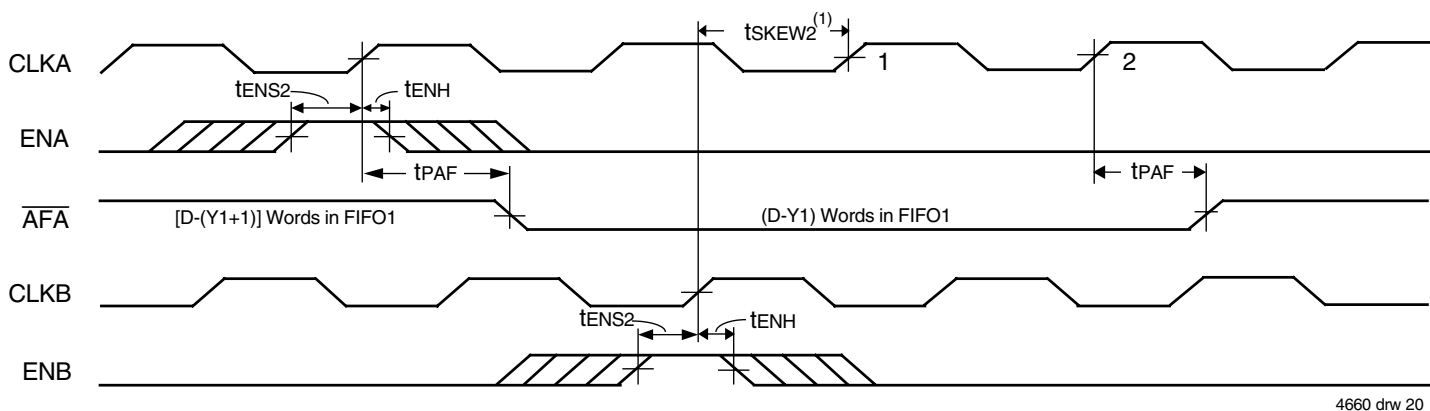 tSKEW2(1)
CLKA
1
2
tENS2
tENH
ENA
tPAF
tPAF
AFA
[D-(Y1+1)] Words in FIFO1
(D-Y1) Words in FIFO1
CLKB
tENS2
tENH
ENB
4660 drw 20